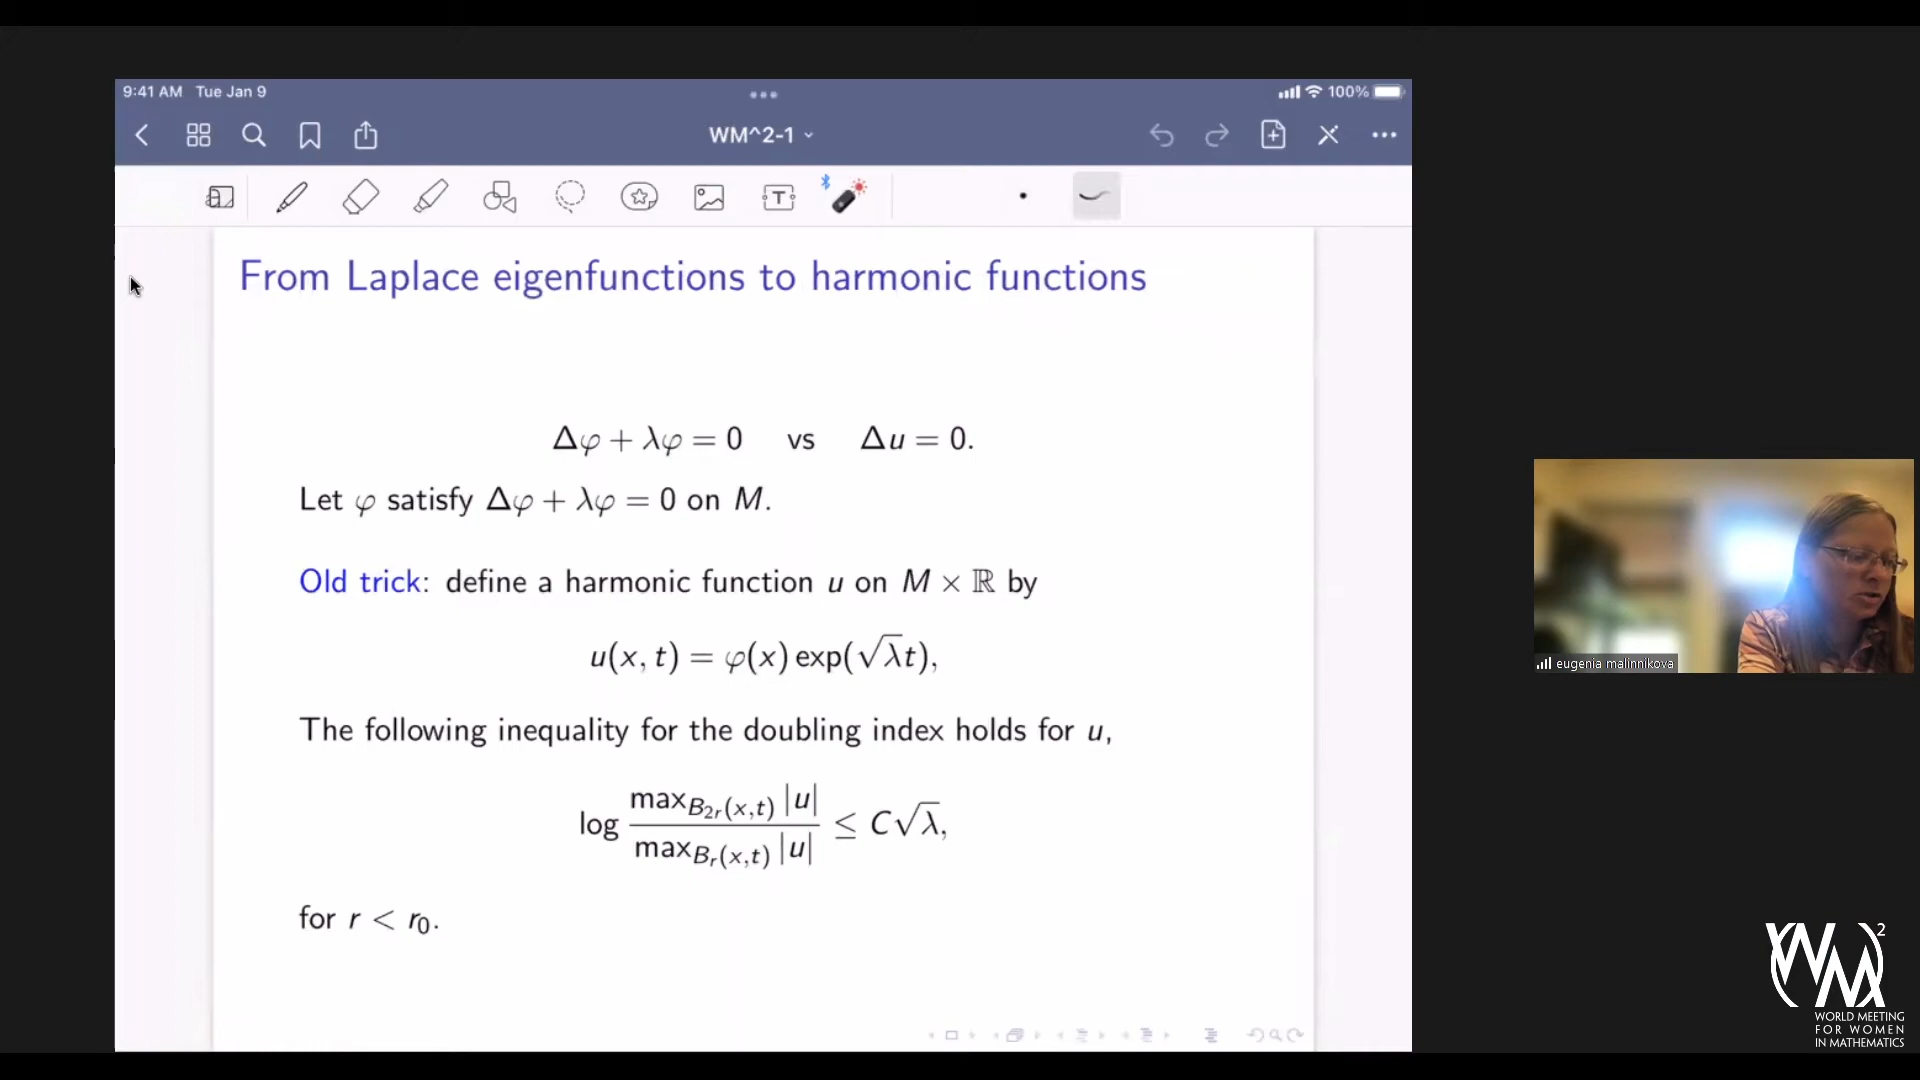 9:41 AM Tue Jan 9
100%
WM^2-1
From Laplace eigenfunctions to harmonic functions
Δφ + λφ = 0 vs Δu = 0.
Let φ satisfy Δφ + λφ = 0 on M.
Old trick: define a harmonic function u on M × ℝ by
u(x, t) = φ(x) exp(√λt),
The following inequality for the doubling index holds for u,
log max_{B_{2r}(x,t)} |u| / max_{B_r(x,t)} |u| ≤ C√λ,
for r < r₀.
eugenia malinnikova
WM)²
WORLD MEETING
FOR WOMEN
IN MATHEMATICS